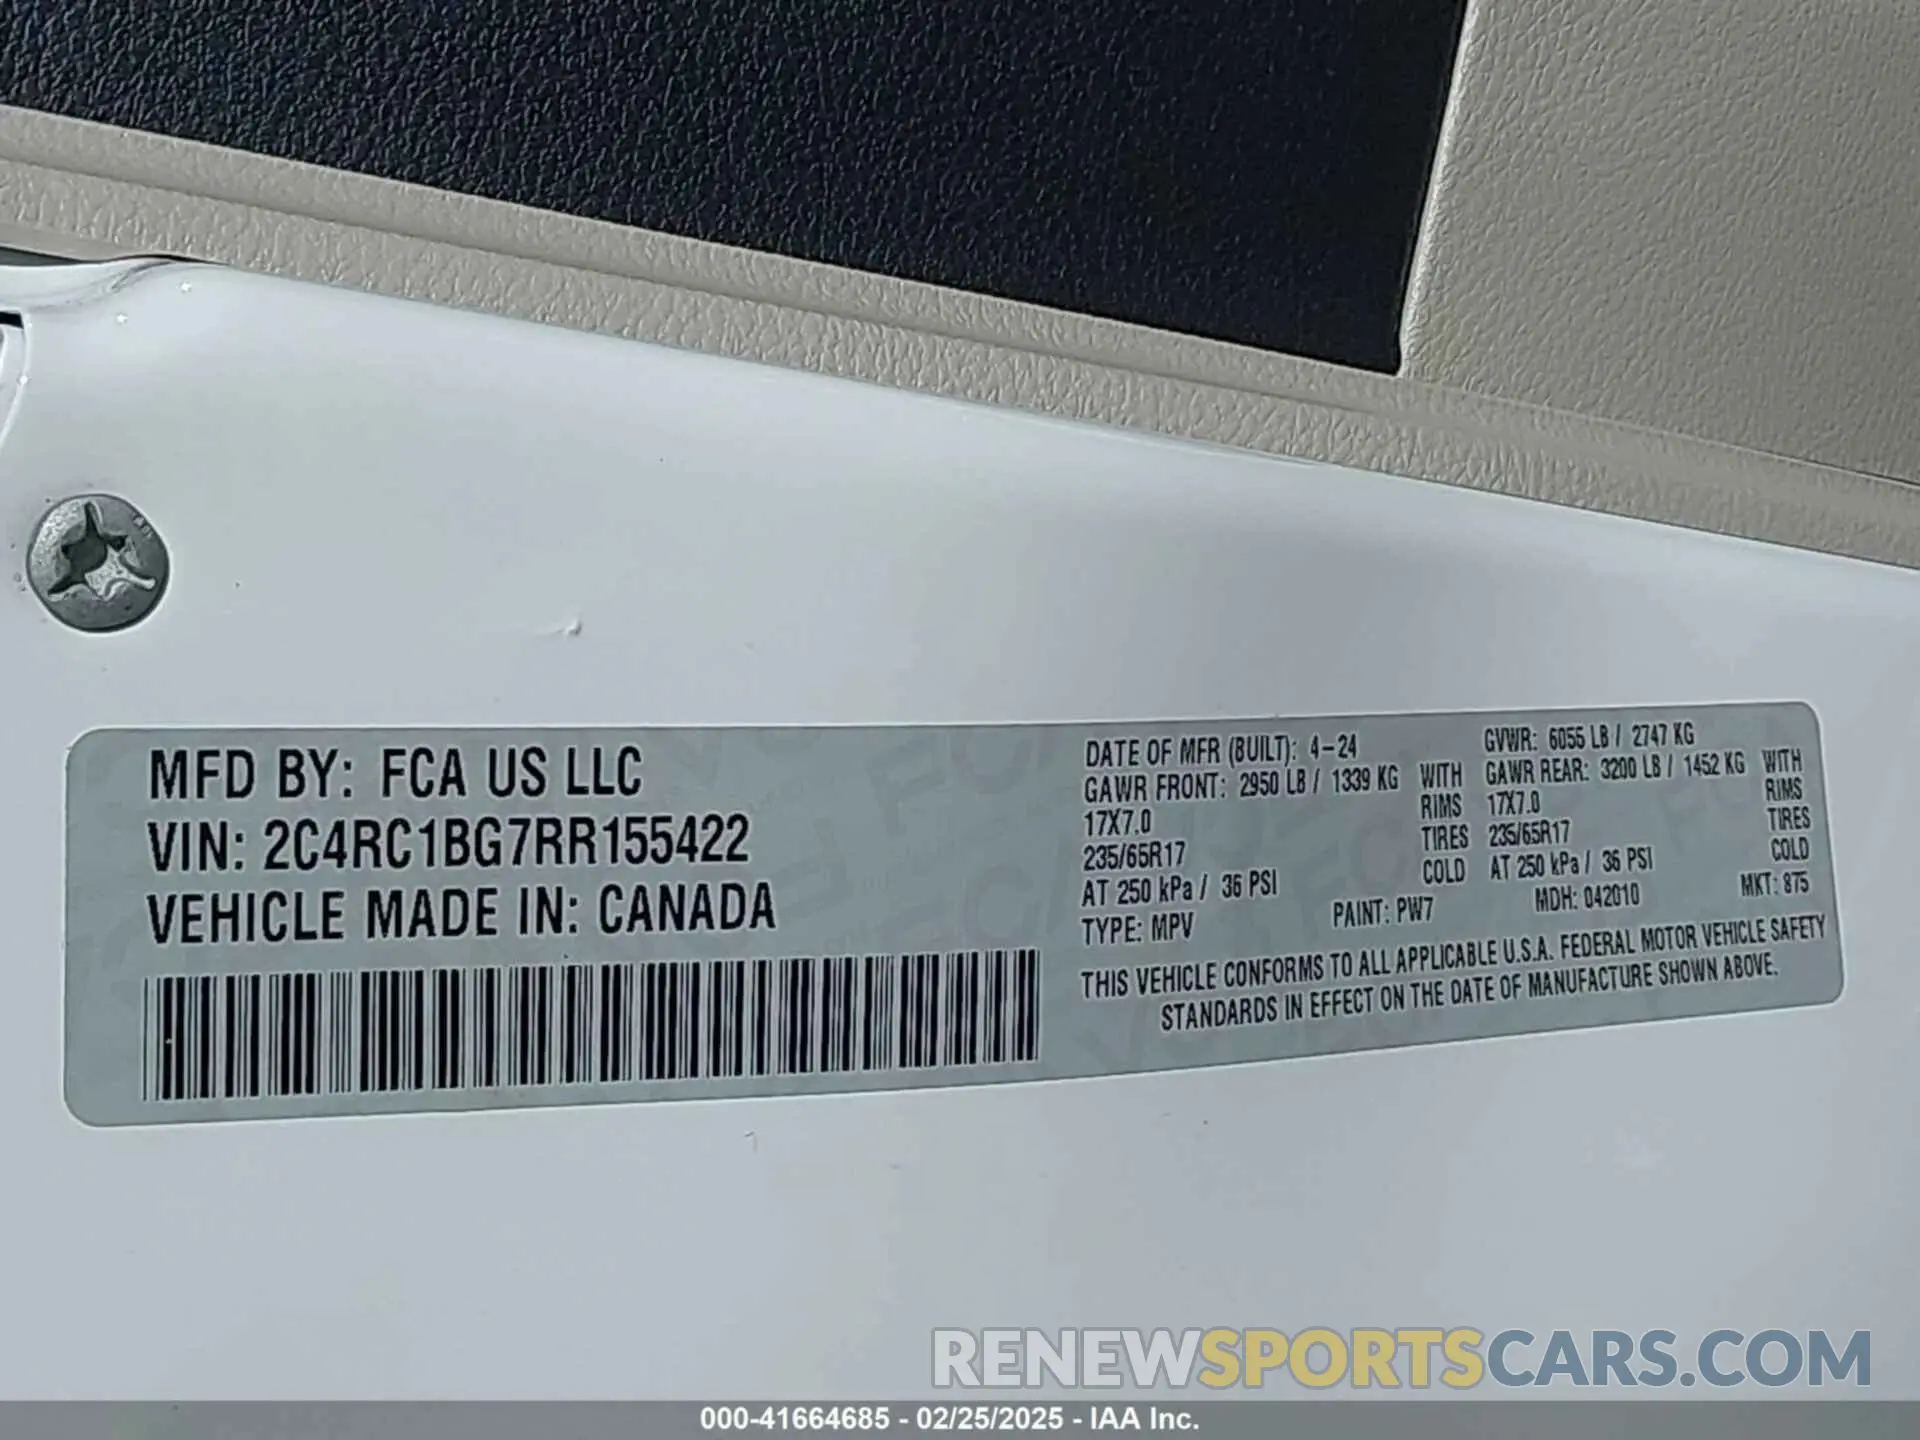 MFD BY: FCA US LLC
VIN: 2C4RC1BG7RR155422
VEHICLE MADE IN: CANADA
DATE OF MFR (BUILT): 4-24
GAWR FRONT: 2950 LB / 1339 KG WITH
17X7.0 RIMS
235/65R17 TIRES
AT 250 kPa / 36 PSI COLD
TYPE: MPV
GVWR: 6055 LB / 2747 KG
GAWR REAR: 3200 LB / 1452 KG WITH
17X7.0 RIMS
235/65R17 TIRES
AT 250 kPa / 36 PSI COLD
PAINT: PW7 MDH: 042010 MKT: 875
THIS VEHICLE CONFORMS TO ALL APPLICABLE U.S.A. FEDERAL MOTOR VEHICLE SAFETY
STANDARDS IN EFFECT ON THE DATE OF MANUFACTURE SHOWN ABOVE.
RENEWSPORTSCARS.COM
000-41664685 - 02/25/2025 - IAA Inc.